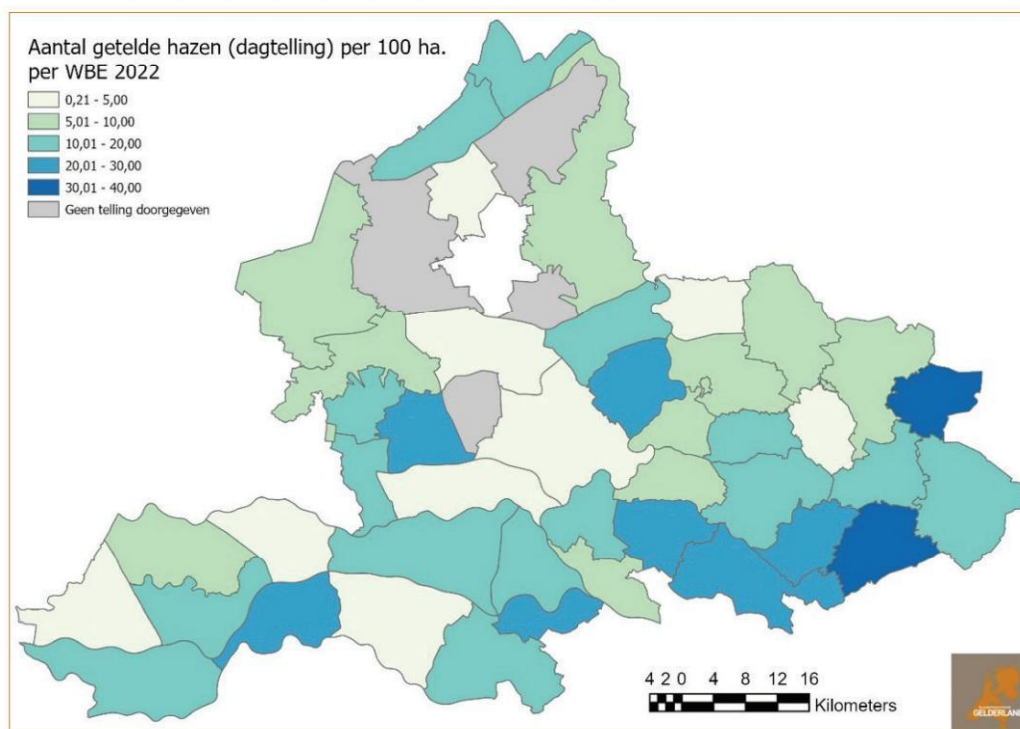 Aantal getelde hazen (dagtelling) per 100 ha.
per WBE 2022
0,21 - 5,00
5,01 - 10,00
10,01 - 20,00
20,01 - 30,00
30,01 - 40,00
Geen telling doorgegeven
4 2 0 4 8 12 16
Kilometers